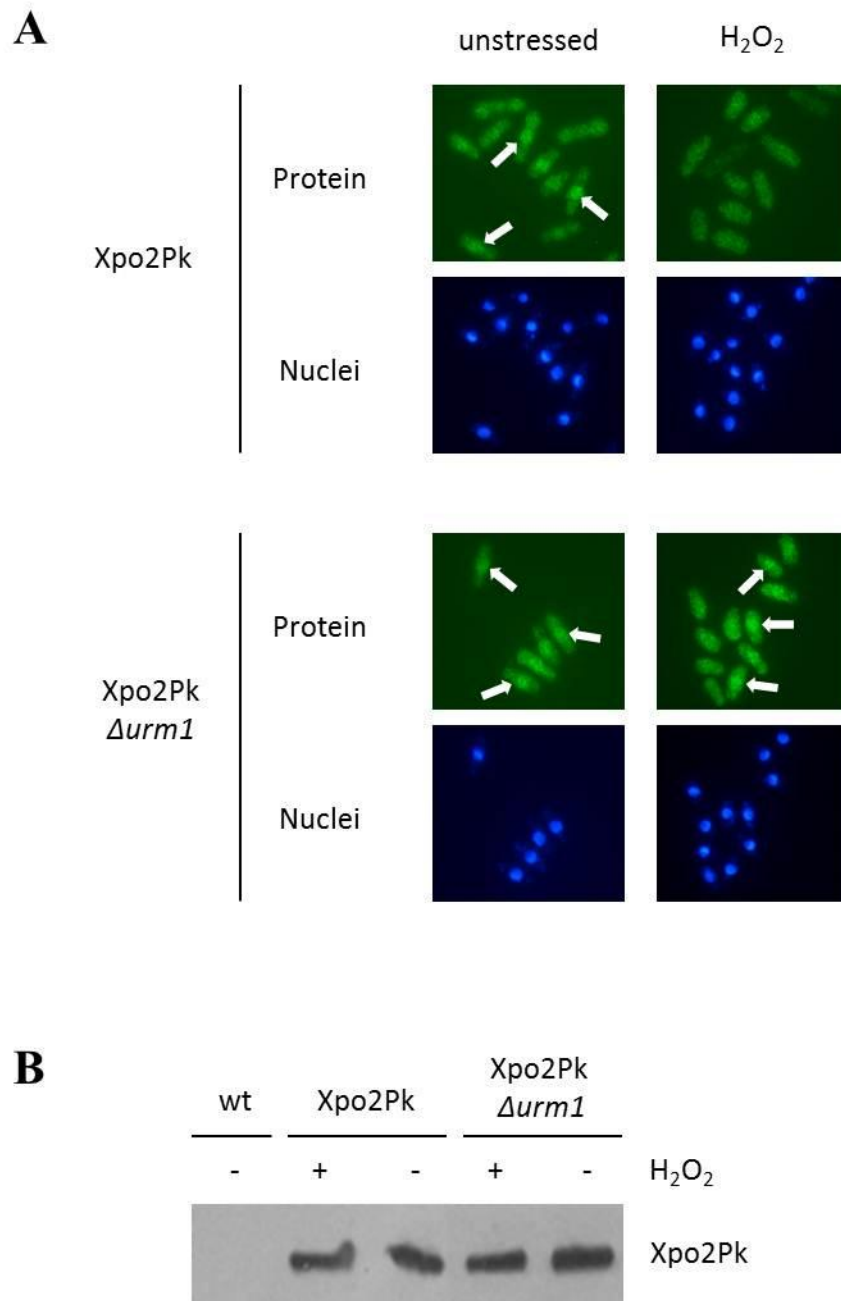 A
unstressed H₂O₂
Protein
Xpo2Pk
Nuclei
Protein
Xpo2Pk
Δurm1
Nuclei
B
wt Xpo2Pk Xpo2Pk
Δurm1
- + - + - H₂O₂
Xpo2Pk